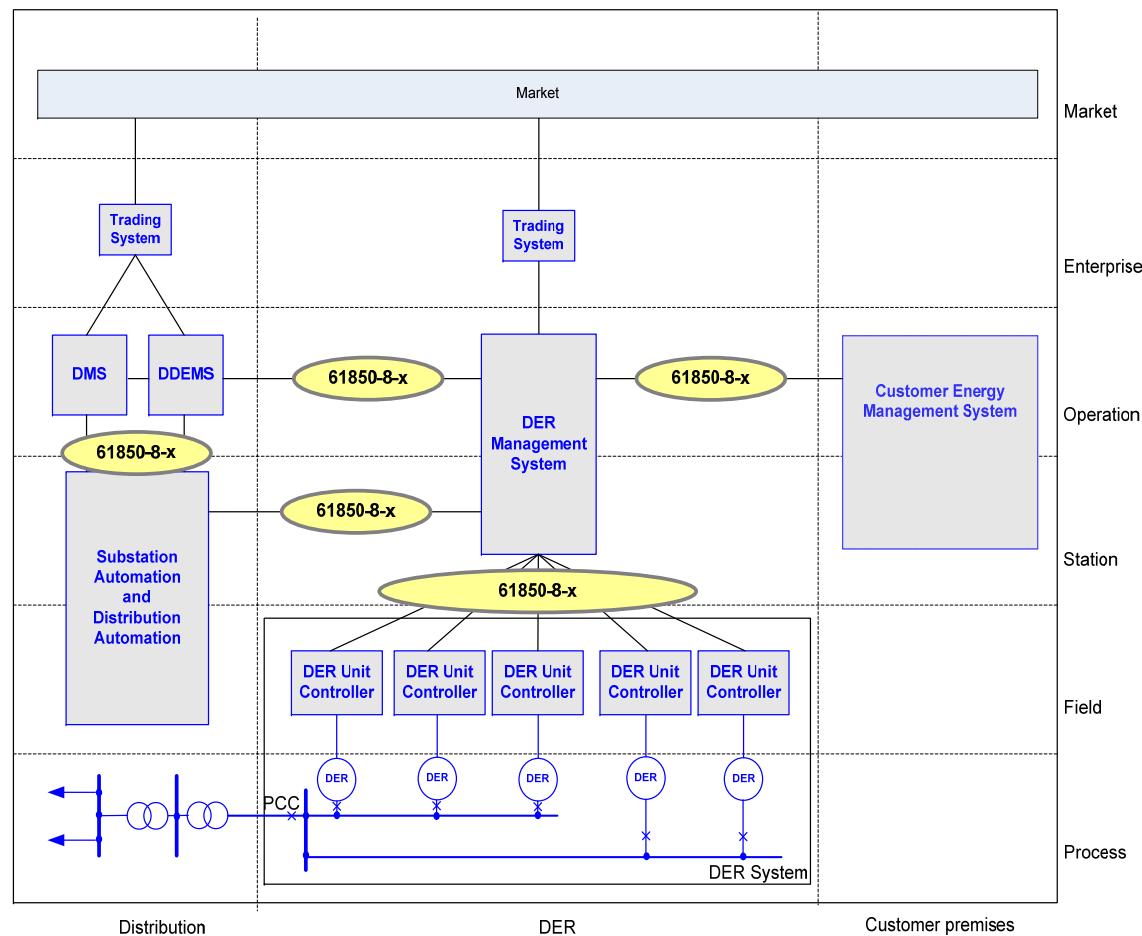 Market
Market
Trading
System
Trading
System
Enterprise
DMS
DDEMS
61850-8-x
DER
Management
System
61850-8-x
Customer Energy
Management System
Operation
61850-8-x
61850-8-x
Substation
Automation
and
Distribution
Automation
Station
61850-8-x
DER Unit
Controller
DER Unit
Controller
DER Unit
Controller
DER Unit
Controller
DER Unit
Controller
Field
DER
DER
DER
DER
DER
PCC
Process
DER System
Distribution
DER
Customer premises